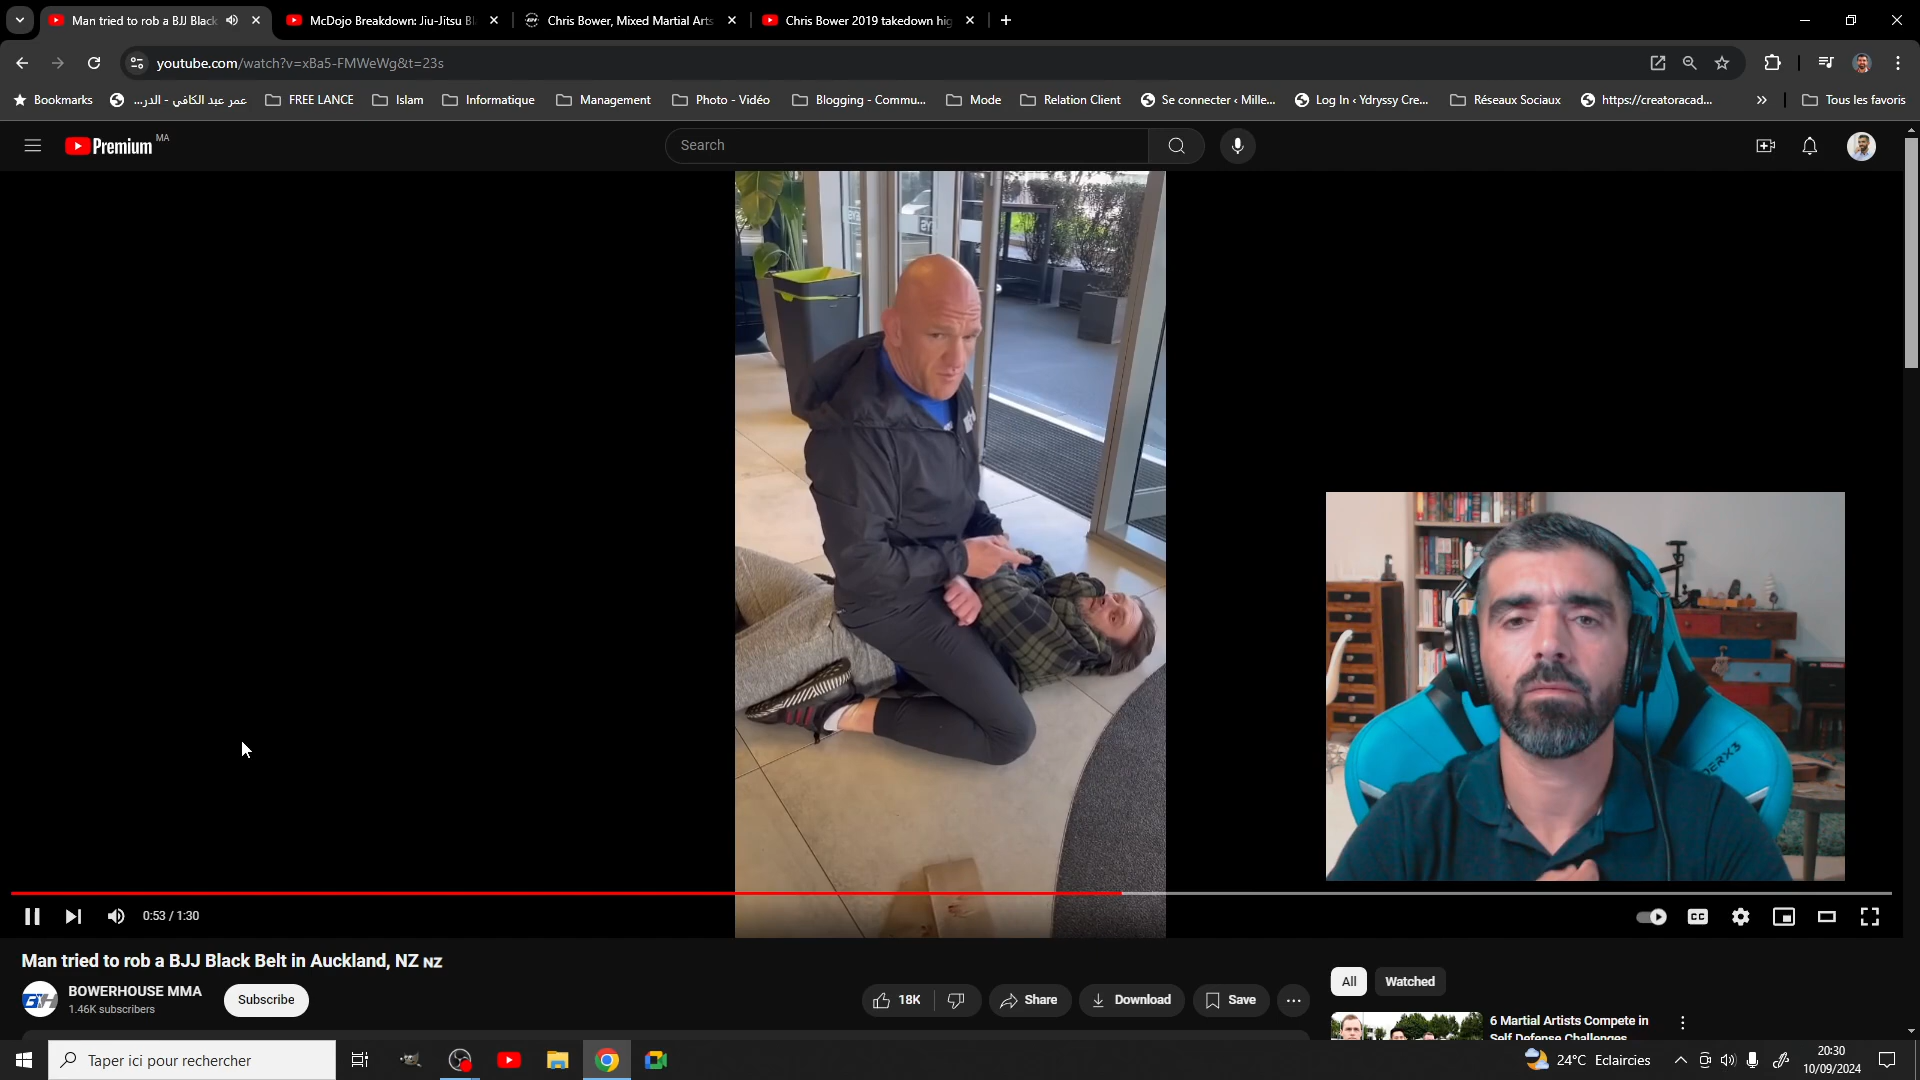 Man tried to rob a BJJ Black
McDojo Breakdown: Jiu-Jitsu Bl
Chris Bower, Mixed Martial Arts
Chris Bower 2019 takedown hig
youtube.com/watch?v=xBa5-FMWeWg&t=23s
Bookmarks
عمر عبد الكافي - الدر...
FREE LANCE
Islam
Informatique
Management
Photo - Vidéo
Blogging - Commu...
Mode
Relation Client
Se connecter ‹ Mille...
Log In ‹ Ydryssy Cre...
Réseaux Sociaux
https://creatoracad...
»
Tous les favoris
Premium MA
Search
DERX3
0:53 / 1:30
CC
Man tried to rob a BJJ Black Belt in Auckland, NZ NZ
BOWERHOUSE MMA
1.46K subscribers
Subscribe
18K
Share
Download
Save
All
Watched
6 Martial Artists Compete in
Self Defense Challenges
Taper ici pour rechercher
24°C Eclaircies
20:30
10/09/2024